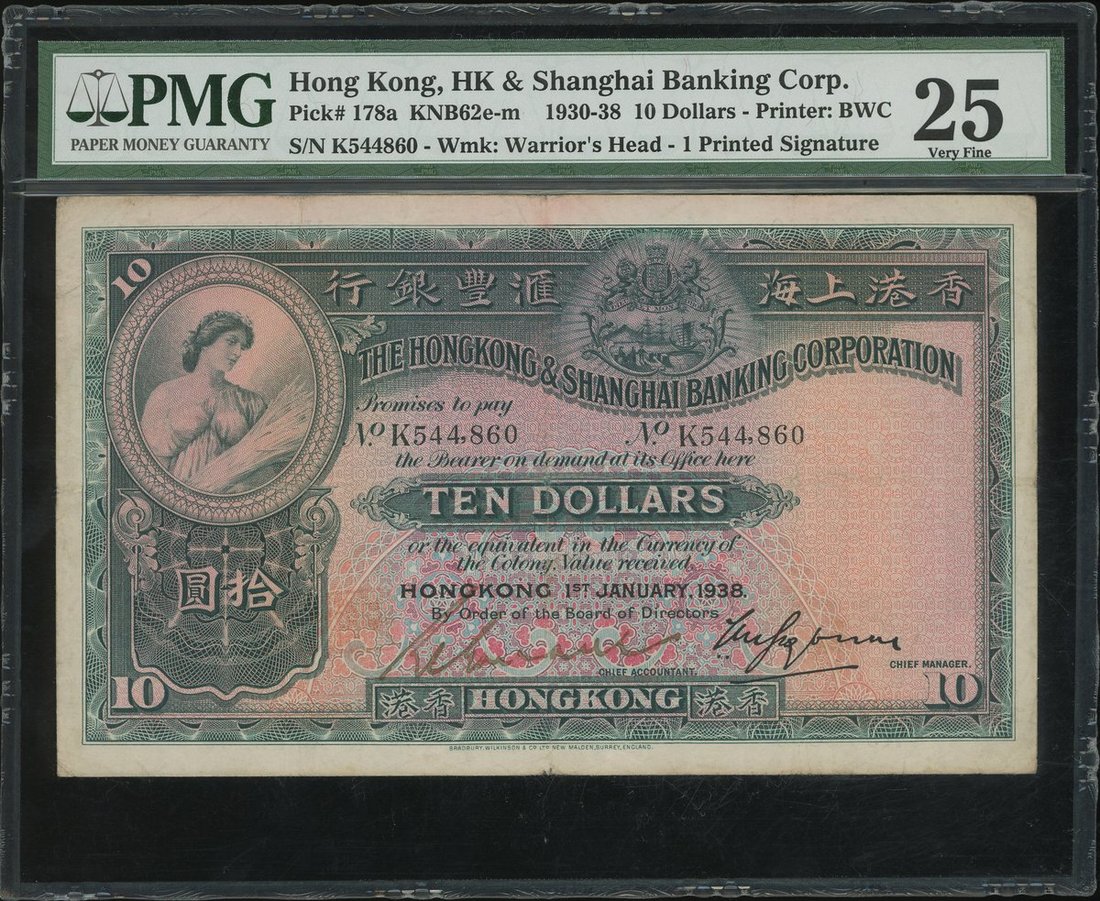 PMG
PAPER MONEY GUARANTY
Hong Kong, HK & Shanghai Banking Corp.
Pick# 178a KNB62e-m 1930-38 10 Dollars - Printer: BWC
S/N K544860 - Wmk: Warrior's Head - 1 Printed Signature
25
Very Fine
10
行銀豐滙 海上港香
THE HONGKONG & SHANGHAI BANKING CORPORATION
Promises to pay
No. K544,860 No. K544,860
the Bearer on demand at its Office here
TEN DOLLARS
or the equivalent in the Currency of
the Colony, Value received.
圓拾
HONGKONG 1ST JANUARY, 1938.
By Order of the Board of Directors
CHIEF ACCOUNTANT.
CHIEF MANAGER.
10 港香 HONGKONG 港香 10
BRADBURY, WILKINSON & CO LTD NEW MALDEN, SURREY, ENGLAND.